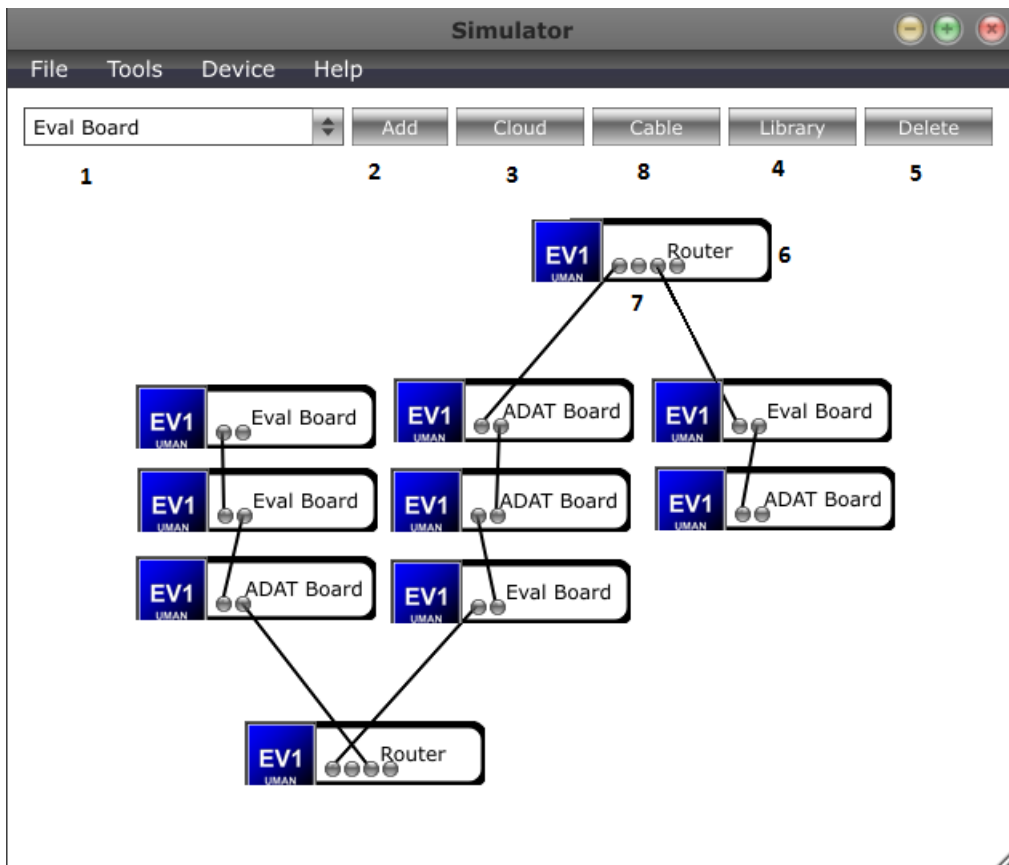 Simulator
File Tools Device Help
Eval Board Add Cloud Cable Library Delete
1 2 3 8 4 5
EV1 Router 6
UMAN 7
EV1 Eval Board
UMAN
EV1 ADAT Board
UMAN
EV1 Eval Board
UMAN
EV1 Eval Board
UMAN
EV1 ADAT Board
UMAN
EV1 ADAT Board
UMAN
EV1 ADAT Board
UMAN
EV1 Eval Board
UMAN
EV1 Router
UMAN